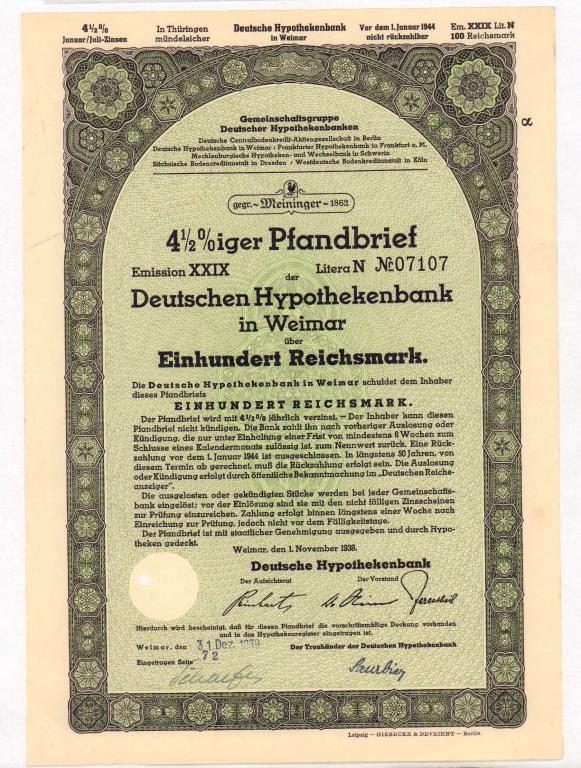 4½% Januar/Juli-Zinsen
In Thüringen mündelsicher
Deutsche Hypothekenbank in Weimar
Vor dem 1. Januar 1944 nicht rückzahlbar
Em. XXIX Lit. N 100 Reichsmark
Gemeinschaftsgruppe
Deutscher Hypothekenbanken
Deutsche Centralbodenkredit-Aktiengesellschaft in Berlin
Deutsche Hypothekenbank in Weimar / Frankfurter Hypothekenbank in Frankfurt a. M.
Mecklenburgische Hypotheken- und Wechselbank in Schwerin
Sächsische Bodencreditanstalt in Dresden / Westdeutsche Bodenkreditanstalt in Köln
α
gegr. ~ Meininger ~ 1862
4½%iger Pfandbrief
Emission XXIX Litera N № 07107
der
Deutschen Hypothekenbank
in Weimar
über
Einhundert Reichsmark.
Die Deutsche Hypothekenbank in Weimar schuldet dem Inhaber
dieses Pfandbriefs
EINHUNDERT REICHSMARK.
Der Pfandbrief wird mit 4½% jährlich verzinst. – Der Inhaber kann diesen
Pfandbrief nicht kündigen. Die Bank zahlt ihn nach vorheriger Auslosung oder
Kündigung, die nur unter Einhaltung einer Frist von mindestens 6 Wochen zum
Schlusse eines Kalendermonats zulässig ist, zum Nennwert zurück. Eine Rück-
zahlung vor dem 1. Januar 1944 ist ausgeschlossen. In längstens 50 Jahren, von
diesem Termin ab gerechnet, muß die Rückzahlung erfolgt sein. Die Auslosung
oder Kündigung erfolgt durch öffentliche Bekanntmachung im „Deutschen Reichs-
anzeiger".
Die ausgelosten oder gekündigten Stücke werden bei jeder Gemeinschafts-
bank eingelöst; vor der Einlösung sind sie mit den nicht fälligen Zinsscheinen
zur Prüfung einzureichen. Zahlung erfolgt binnen längstens einer Woche nach
Einreichung zur Prüfung, jedoch nicht vor dem Fälligkeitstage.
Der Pfandbrief ist mit staatlicher Genehmigung ausgegeben und durch Hypo-
theken gedeckt.
Weimar, den 1. November 1938.
Deutsche Hypothekenbank
Der Aufsichtsrat Der Vorstand
Hierdurch wird bescheinigt, daß für diesen Pfandbrief die vorschriftsmäßige Deckung vorhanden
und in das Hypothekenregister eingetragen ist.
Weimar, den 31. Dez. 1938 Der Treuhänder der Deutschen Hypothekenbank
Eingetragen Seite 72
Leipzig – GIESECKE & DEVRIENT – Berlin